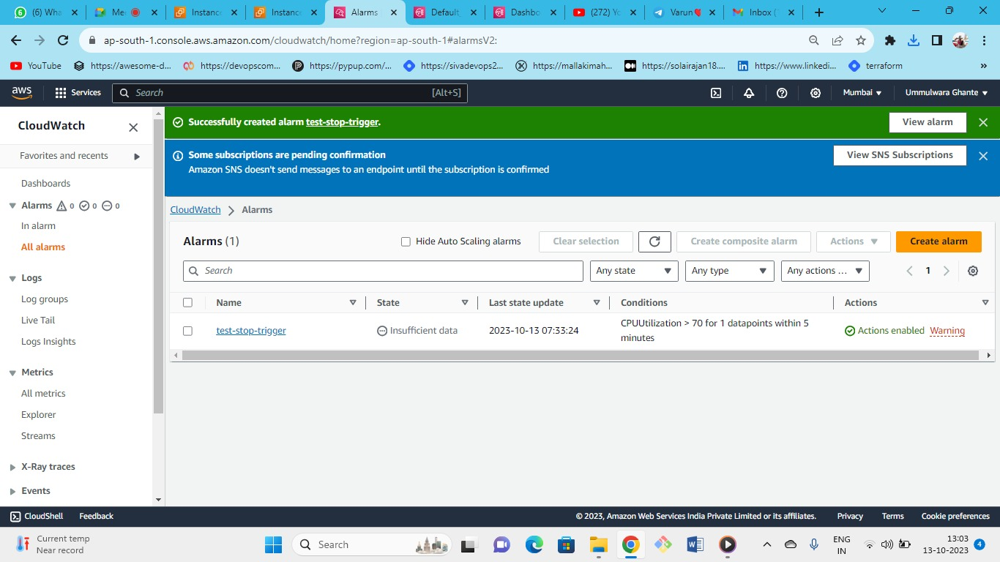 6 (6) Wha
Me
Instance
Instance
Alarms
Default_
Dashbo
(272) Yo
Varun
Inbox (
ap-south-1.console.aws.amazon.com/cloudwatch/home?region=ap-south-1#alarmsV2:
YouTube https://awesome-d... https://devopscom... https://pypup.com/... https://sivadevops2... https://mallakimah... https://solairajan18.... https://www.linkedi... terraform »
aws Services Search [Alt+S] Mumbai Ummulwara Ghante
CloudWatch
Favorites and recents
Dashboards
Alarms 0 0 0
In alarm
All alarms
Logs
Log groups
Live Tail
Logs Insights
Metrics
All metrics
Explorer
Streams
X-Ray traces
Events
Successfully created alarm test-stop-trigger.
View alarm
Some subscriptions are pending confirmation
Amazon SNS doesn't send messages to an endpoint until the subscription is confirmed
View SNS Subscriptions
CloudWatch > Alarms
Alarms (1)
Hide Auto Scaling alarms
Clear selection
Create composite alarm
Actions
Create alarm
Search
Any state
Any type
Any actions ...
1
Name State Last state update Conditions Actions
test-stop-trigger Insufficient data 2023-10-13 07:33:24 CPUUtilization > 70 for 1 datapoints within 5
minutes
Actions enabled Warning
CloudShell Feedback © 2023, Amazon Web Services India Private Limited or its affiliates. Privacy Terms Cookie preferences
Current temp
Near record
Search
ENG
IN
13:03
13-10-2023
4